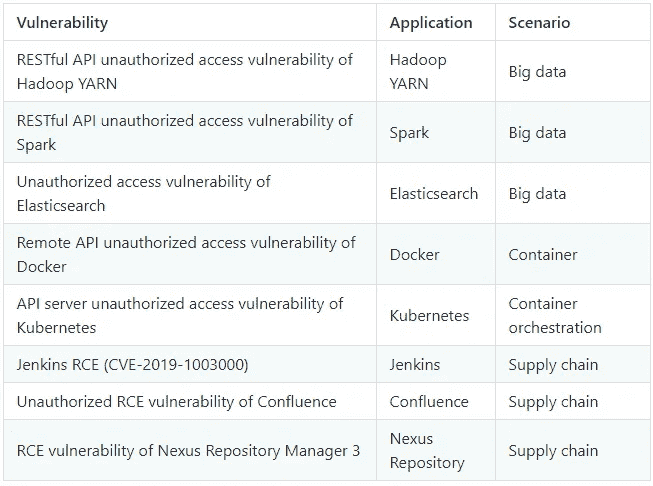 Vulnerability Application Scenario
RESTful API unauthorized access vulnerability of
Hadoop YARN
Hadoop
YARN
Big data
RESTful API unauthorized access vulnerability of
Spark
Spark
Big data
Unauthorized access vulnerability of
Elasticsearch
Elasticsearch
Big data
Remote API unauthorized access vulnerability of
Docker
Docker
Container
API server unauthorized access vulnerability of
Kubernetes
Kubernetes
Container
orchestration
Jenkins RCE (CVE-2019-1003000) Jenkins Supply chain
Unauthorized RCE vulnerability of Confluence Confluence Supply chain
RCE vulnerability of Nexus Repository Manager 3
Nexus
Repository
Supply chain